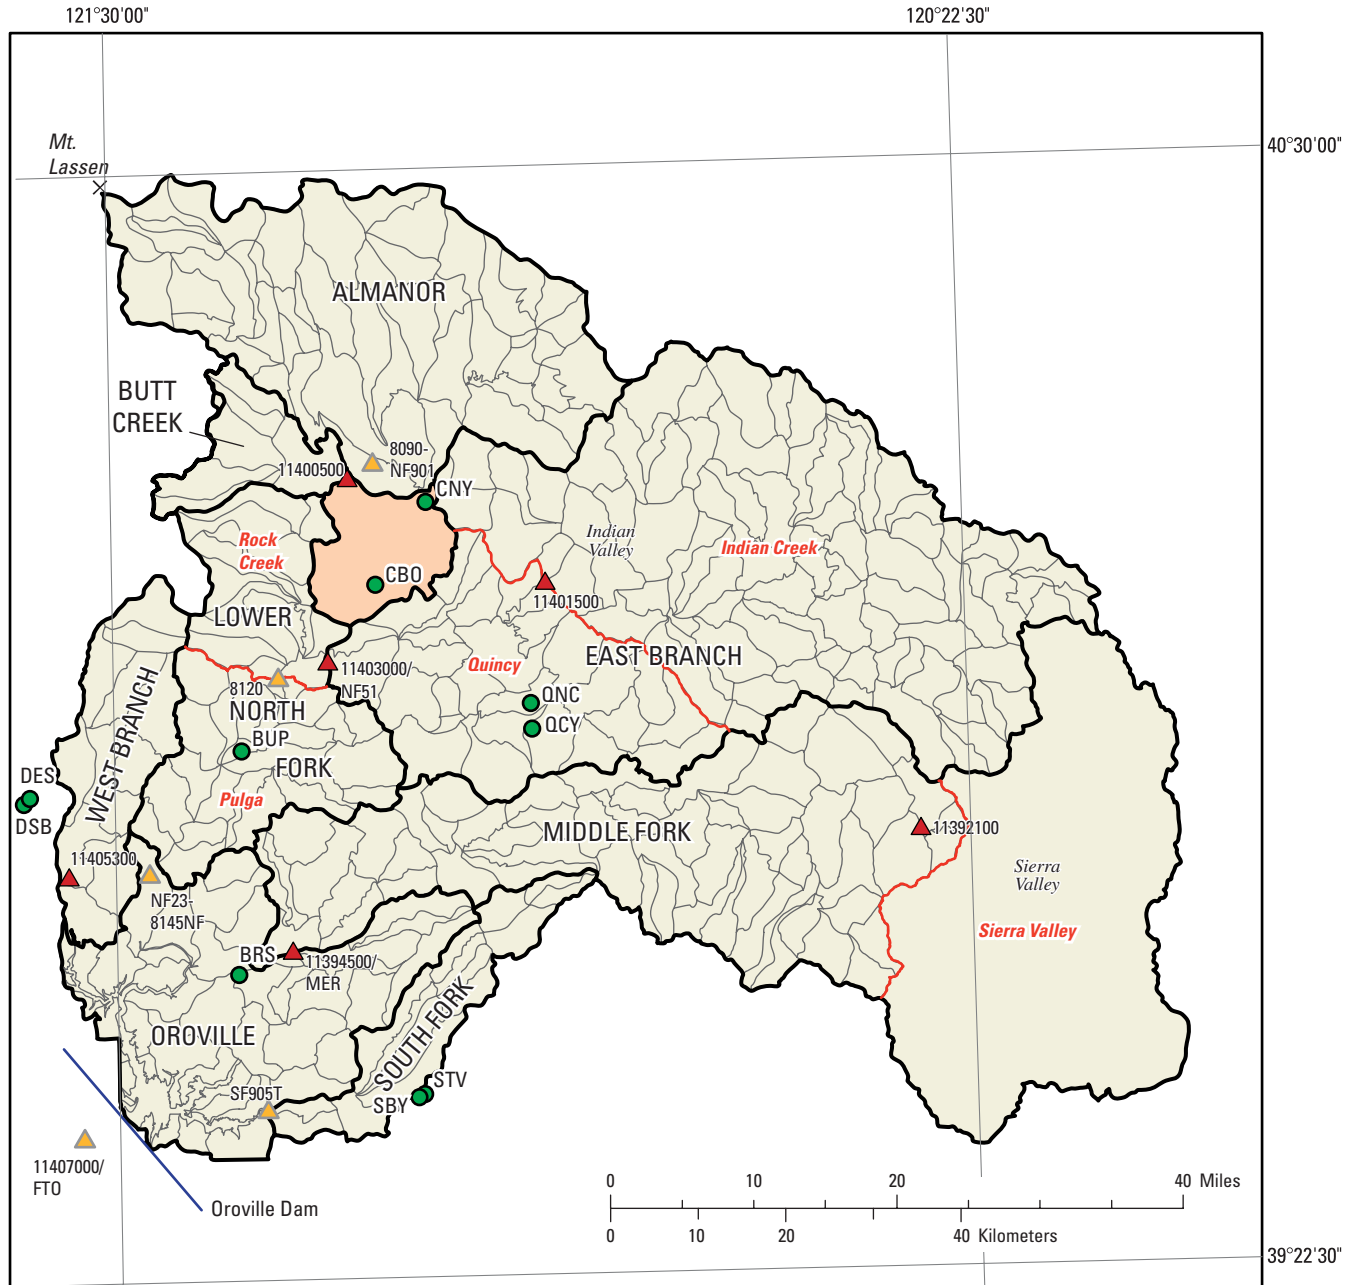 121°30'00"
120°22'30"
Mt.
Lassen
40°30'00"
ALMANOR
BUTT
CREEK
8090-
NF901
11400500
CNY
Rock
Creek
Indian
Valley
Indian Creek
CBO
11401500
LOWER
EAST BRANCH
Quincy
11403000/
NF51
8120
NORTH
QNC
QCY
BUP
FORK
WEST BRANCH
DES
DSB
Pulga
MIDDLE FORK
11392100
11405300
Sierra
Valley
NF23-
8145NF
Sierra Valley
BRS
11394500/
MER
OROVILLE
SOUTH FORK
SF905T
STV
SBY
11407000/
FTO
Oroville Dam
0 10 20 40 Miles
0 10 20 40 Kilometers
39°22'30"